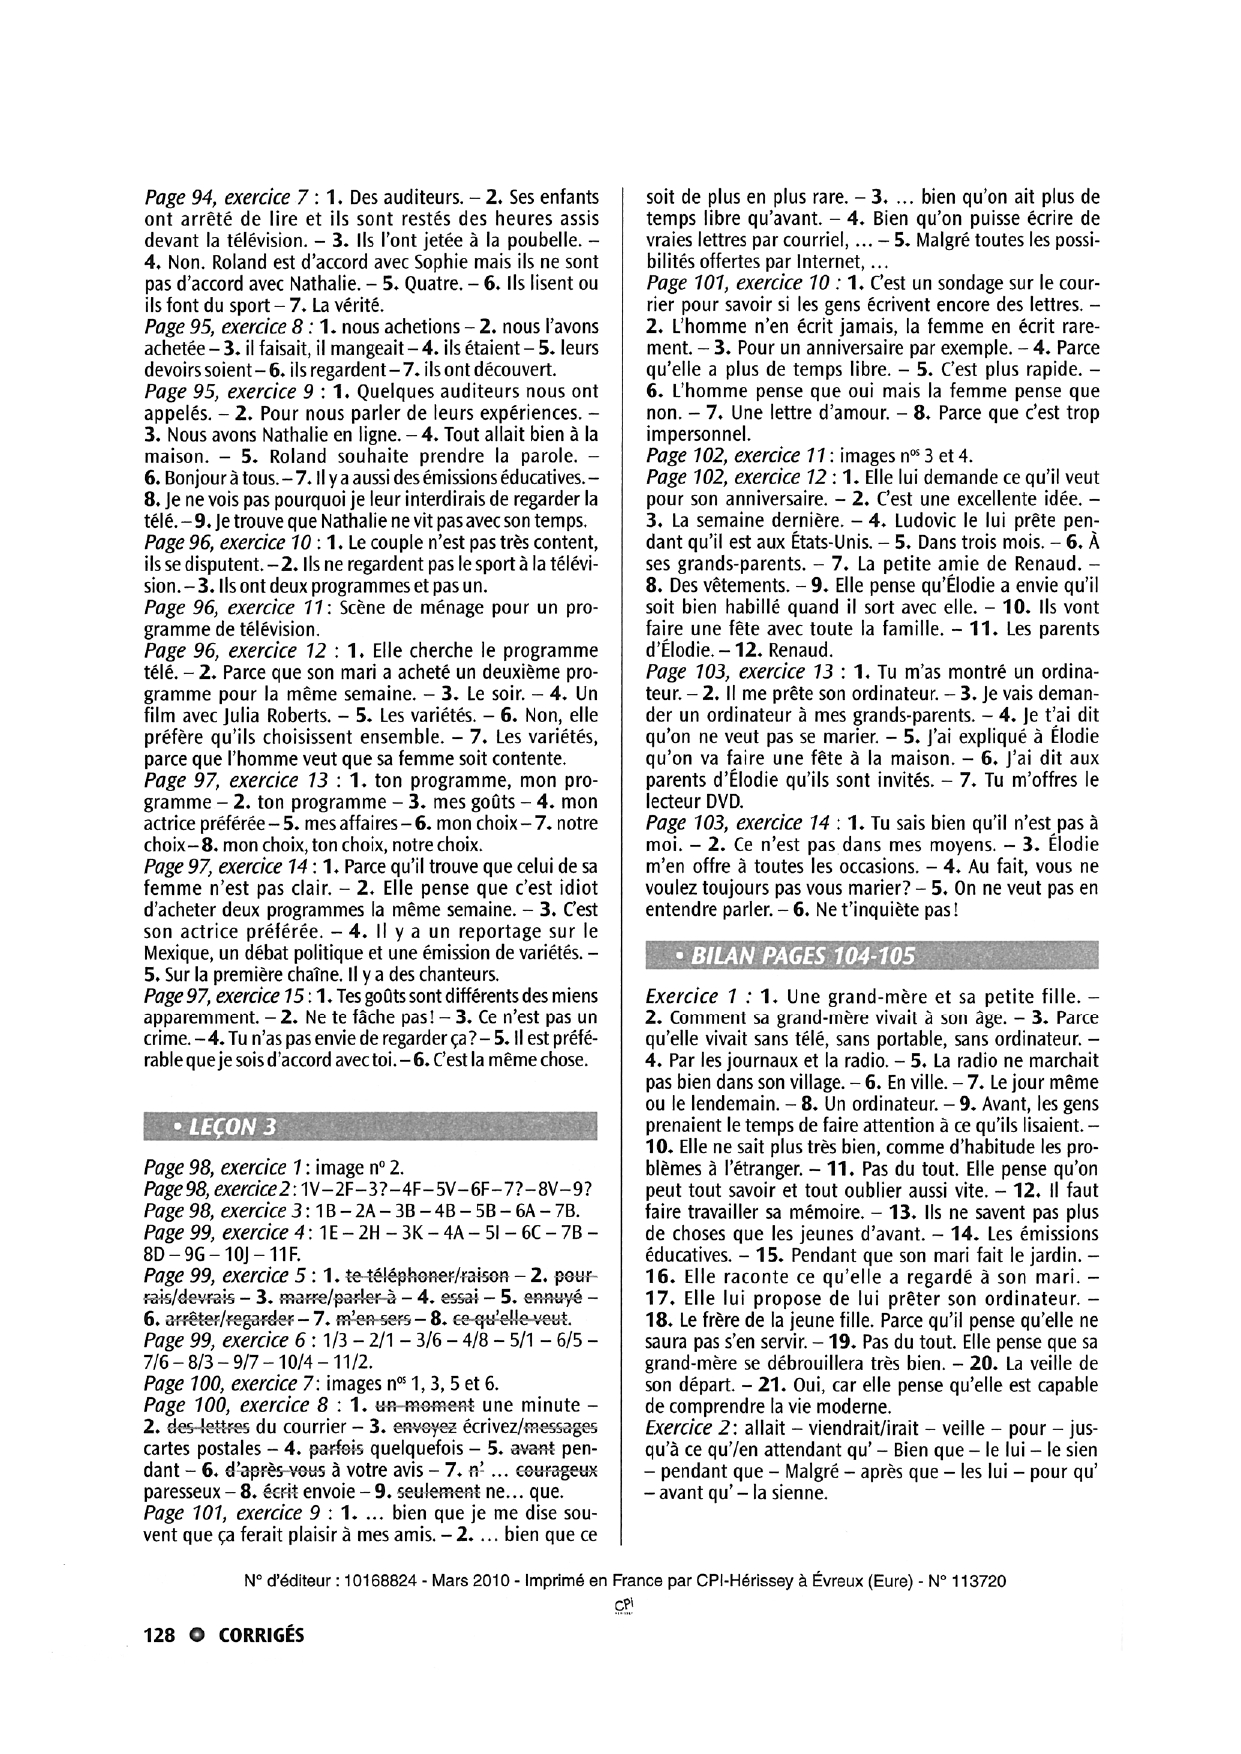 Page 94, exercice 7 : 1. Des auditeurs. – 2. Ses enfants
ont arrêté de lire et ils sont restés des heures assis
devant la télévision. – 3. Ils l'ont jetée à la poubelle. –
4. Non. Roland est d'accord avec Sophie mais ils ne sont
pas d'accord avec Nathalie. – 5. Quatre. – 6. Ils lisent ou
ils font du sport – 7. La vérité.
Page 95, exercice 8 : 1. nous achetions – 2. nous l'avons
achetée – 3. il faisait, il mangeait – 4. ils étaient – 5. leurs
devoirs soient – 6. ils regardent – 7. ils ont découvert.
Page 95, exercice 9 : 1. Quelques auditeurs nous ont
appelés. – 2. Pour nous parler de leurs expériences. –
3. Nous avons Nathalie en ligne. – 4. Tout allait bien à la
maison. – 5. Roland souhaite prendre la parole. –
6. Bonjour à tous. – 7. Il y a aussi des émissions éducatives. –
8. Je ne vois pas pourquoi je leur interdirais de regarder la
télé. – 9. Je trouve que Nathalie ne vit pas avec son temps.
Page 96, exercice 10 : 1. Le couple n'est pas très content,
ils se disputent. – 2. Ils ne regardent pas le sport à la télévi-
sion. – 3. Ils ont deux programmes et pas un.
Page 96, exercice 11 : Scène de ménage pour un pro-
gramme de télévision.
Page 96, exercice 12 : 1. Elle cherche le programme
télé. – 2. Parce que son mari a acheté un deuxième pro-
gramme pour la même semaine. – 3. Le soir. – 4. Un
film avec Julia Roberts. – 5. Les variétés. – 6. Non, elle
préfère qu'ils choisissent ensemble. – 7. Les variétés,
parce que l'homme veut que sa femme soit contente.
Page 97, exercice 13 : 1. ton programme, mon pro-
gramme – 2. ton programme – 3. mes goûts – 4. mon
actrice préférée – 5. mes affaires – 6. mon choix – 7. notre
choix – 8. mon choix, ton choix, notre choix.
Page 97, exercice 14 : 1. Parce qu'il trouve que celui de sa
femme n'est pas clair. – 2. Elle pense que c'est idiot
d'acheter deux programmes la même semaine. – 3. C'est
son actrice préférée. – 4. Il y a un reportage sur le
Mexique, un débat politique et une émission de variétés. –
5. Sur la première chaîne. Il y a des chanteurs.
Page 97, exercice 15 : 1. Tes goûts sont différents des miens
apparemment. – 2. Ne te fâche pas ! – 3. Ce n'est pas un
crime. – 4. Tu n'as pas envie de regarder ça ? – 5. Il est préfé-
rable que je sois d'accord avec toi. – 6. C'est la même chose.
• LEÇON 3
Page 98, exercice 1 : image nº 2.
Page 98, exercice 2 : 1V – 2F – 3? – 4F – 5V – 6F – 7? – 8V – 9?
Page 98, exercice 3 : 1B – 2A – 3B – 4B – 5B – 6A – 7B.
Page 99, exercice 4 : 1E – 2H – 3K – 4A – 5I – 6C – 7B –
8D – 9G – 10J – 11F.
Page 99, exercice 5 : 1. te téléphoner/raison – 2. pour-
rais/devrais – 3. marre/parler à – 4. essai – 5. ennuyé –
6. arrêter/regarder – 7. m'en sers – 8. ce qu'elle veut.
Page 99, exercice 6 : 1/3 – 2/1 – 3/6 – 4/8 – 5/1 – 6/5 –
7/6 – 8/3 – 9/7 – 10/4 – 11/2.
Page 100, exercice 7 : images nos 1, 3, 5 et 6.
Page 100, exercice 8 : 1. un moment une minute –
2. des lettres du courrier – 3. envoyez écrivez/messages
cartes postales – 4. parfois quelquefois – 5. avant pen-
dant – 6. d'après vous à votre avis – 7. n' ... courageux
paresseux – 8. écrit envoie – 9. seulement ne... que.
Page 101, exercice 9 : 1. ... bien que je me dise sou-
vent que ça ferait plaisir à mes amis. – 2. ... bien que ce
soit de plus en plus rare. – 3. ... bien qu'on ait plus de
temps libre qu'avant. – 4. Bien qu'on puisse écrire de
vraies lettres par courriel, ... – 5. Malgré toutes les possi-
bilités offertes par Internet, ...
Page 101, exercice 10 : 1. C'est un sondage sur le cour-
rier pour savoir si les gens écrivent encore des lettres. –
2. L'homme n'en écrit jamais, la femme en écrit rare-
ment. – 3. Pour un anniversaire par exemple. – 4. Parce
qu'elle a plus de temps libre. – 5. C'est plus rapide. –
6. L'homme pense que oui mais la femme pense que
non. – 7. Une lettre d'amour. – 8. Parce que c'est trop
impersonnel.
Page 102, exercice 11 : images nos 3 et 4.
Page 102, exercice 12 : 1. Elle lui demande ce qu'il veut
pour son anniversaire. – 2. C'est une excellente idée. –
3. La semaine dernière. – 4. Ludovic le lui prête pen-
dant qu'il est aux États-Unis. – 5. Dans trois mois. – 6. À
ses grands-parents. – 7. La petite amie de Renaud. –
8. Des vêtements. – 9. Elle pense qu'Élodie a envie qu'il
soit bien habillé quand il sort avec elle. – 10. Ils vont
faire une fête avec toute la famille. – 11. Les parents
d'Élodie. – 12. Renaud.
Page 103, exercice 13 : 1. Tu m'as montré un ordina-
teur. – 2. Il me prête son ordinateur. – 3. Je vais deman-
der un ordinateur à mes grands-parents. – 4. Je t'ai dit
qu'on ne veut pas se marier. – 5. J'ai expliqué à Élodie
qu'on va faire une fête à la maison. – 6. J'ai dit aux
parents d'Élodie qu'ils sont invités. – 7. Tu m'offres le
lecteur DVD.
Page 103, exercice 14 : 1. Tu sais bien qu'il n'est pas à
moi. – 2. Ce n'est pas dans mes moyens. – 3. Élodie
m'en offre à toutes les occasions. – 4. Au fait, vous ne
voulez toujours pas vous marier? – 5. On ne veut pas en
entendre parler. – 6. Ne t'inquiète pas !
• BILAN PAGES 104-105
Exercice 1 : 1. Une grand-mère et sa petite fille. –
2. Comment sa grand-mère vivait à son âge. – 3. Parce
qu'elle vivait sans télé, sans portable, sans ordinateur. –
4. Par les journaux et la radio. – 5. La radio ne marchait
pas bien dans son village. – 6. En ville. – 7. Le jour même
ou le lendemain. – 8. Un ordinateur. – 9. Avant, les gens
prenaient le temps de faire attention à ce qu'ils lisaient. –
10. Elle ne sait plus très bien, comme d'habitude les pro-
blèmes à l'étranger. – 11. Pas du tout. Elle pense qu'on
peut tout savoir et tout oublier aussi vite. – 12. Il faut
faire travailler sa mémoire. – 13. Ils ne savent pas plus
de choses que les jeunes d'avant. – 14. Les émissions
éducatives. – 15. Pendant que son mari fait le jardin. –
16. Elle raconte ce qu'elle a regardé à son mari. –
17. Elle lui propose de lui prêter son ordinateur. –
18. Le frère de la jeune fille. Parce qu'il pense qu'elle ne
saura pas s'en servir. – 19. Pas du tout. Elle pense que sa
grand-mère se débrouillera très bien. – 20. La veille de
son départ. – 21. Oui, car elle pense qu'elle est capable
de comprendre la vie moderne.
Exercice 2 : allait – viendrait/irait – veille – pour – jus-
qu'à ce qu'/en attendant qu' – Bien que – le lui – le sien
– pendant que – Malgré – après que – les lui – pour qu'
– avant qu' – la sienne.
N° d'éditeur : 10168824 - Mars 2010 - Imprimé en France par CPI-Hérissey à Évreux (Eure) - N° 113720
CPI
128 CORRIGÉS